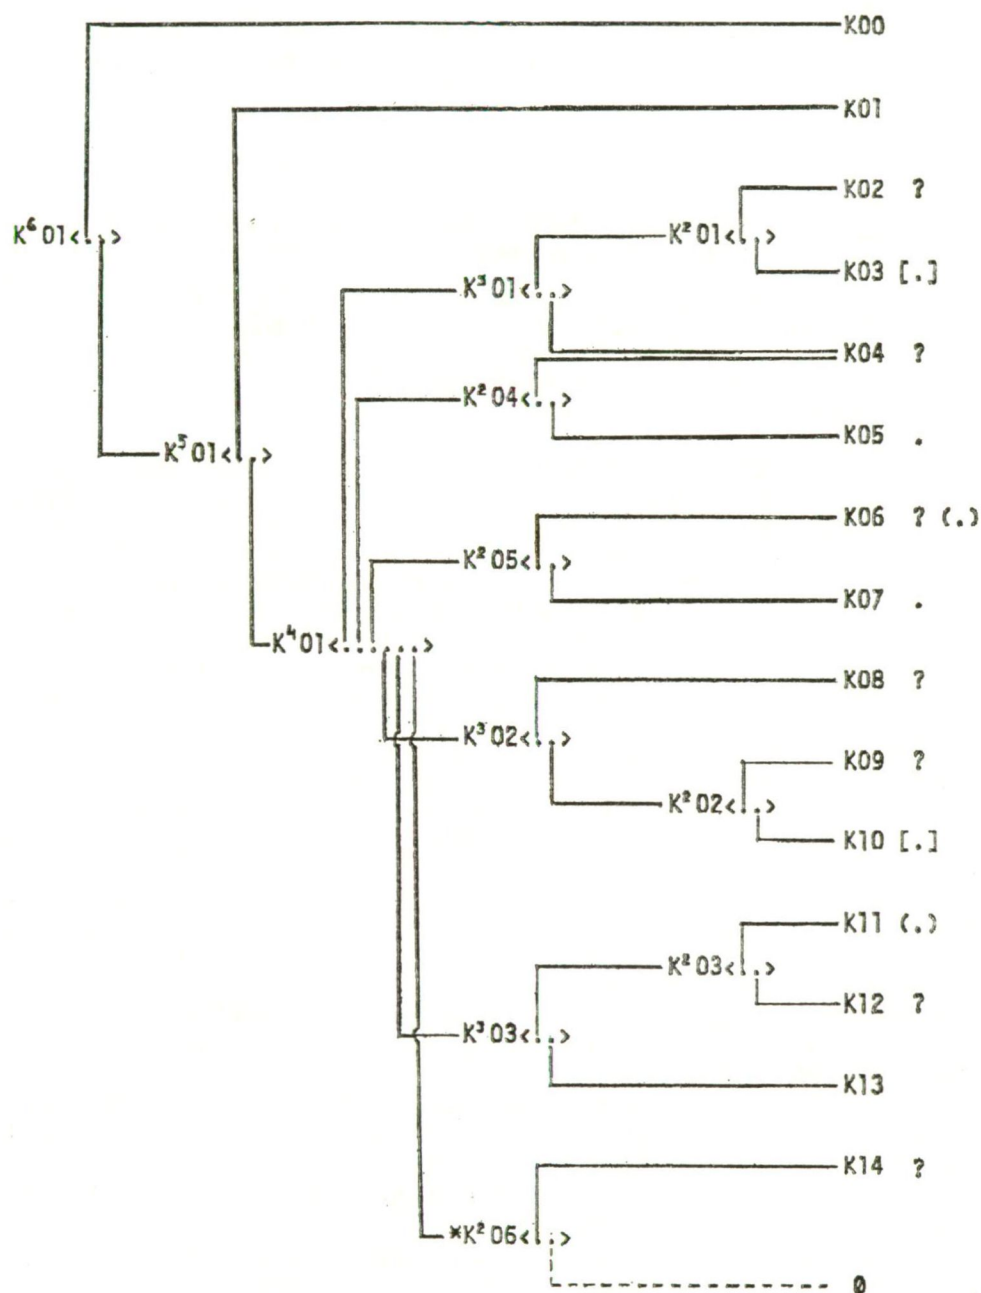 K00
K01
K02 ?
K⁶01<..>
K²01<..>
K03 [.]
K³01<..>
K04 ?
K²04<..>
K05 .
K⁵01<..>
K06 ? (.)
K²05<..>
K07 .
K⁴01<......>
K08 ?
K³02<..>
K09 ?
K²02<..>
K10 [.]
K11 (.)
K²03<..>
K12 ?
K³03<..>
K13
K14 ?
*K²06<..>
0